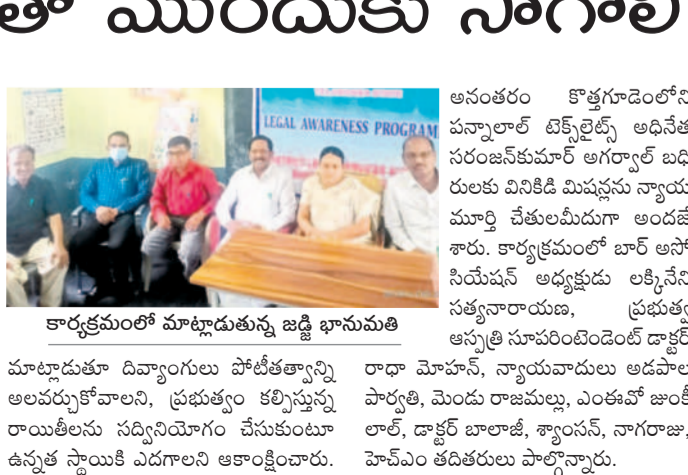 తో ముందుకు సాగాలి
LEGAL AWARENESS PROGRAM
కార్యక్రమంలో మాట్లాడుతున్న జడ్జి భానుమతి
మాట్లాడుతూ దివ్యాంగులు పోటీతత్వాన్ని
అలవర్చుకోవాలని, ప్రభుత్వం కల్పిస్తున్న
రాయితీలను సద్వినియోగం చేసుకుంటూ
ఉన్నత స్థాయికి ఎదగాలని ఆకాంక్షించారు.
అనంతరం కొత్తగూడెంలోని
పన్నాలాల్ టెక్స్‌లైట్స్ అధినేత
సరంజన్‌కుమార్ అగర్వాల్ బధి
రులకు వినికిడి మిషన్లను న్యాయ
మూర్తి చేతులమీదుగా అందజే
శారు. కార్యక్రమంలో బార్ అసో
సియేషన్ అధ్యక్షుడు లక్కినేని
సత్యనారాయణ, ప్రభుత్వ
ఆస్పత్రి సూపరింటెండెంట్ డాక్టర్
రాధా మోహన్, న్యాయవాదులు అడపాల
పార్వతి, మెండు రాజమల్లు, ఎంఈవో జుంకీ
లాల్, డాక్టర్ బాలాజీ, శ్యాంసన్, నాగరాజు,
హెచ్ఎం తదితరులు పాల్గొన్నారు.